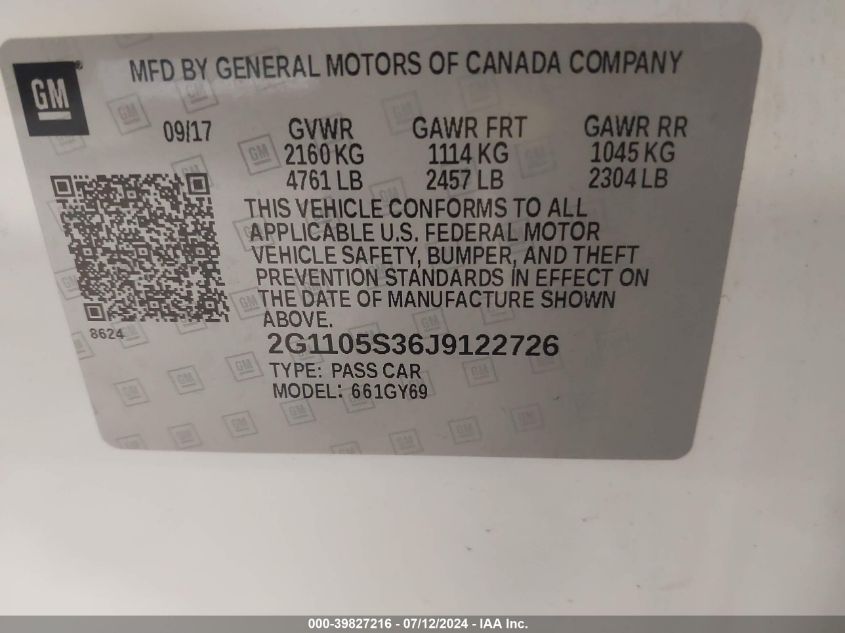 GM
MFD BY GENERAL MOTORS OF CANADA COMPANY
09/17 GVWR GAWR FRT GAWR RR
2160 KG 1114 KG 1045 KG
4761 LB 2457 LB 2304 LB
THIS VEHICLE CONFORMS TO ALL
APPLICABLE U.S. FEDERAL MOTOR
VEHICLE SAFETY, BUMPER, AND THEFT
PREVENTION STANDARDS IN EFFECT ON
THE DATE OF MANUFACTURE SHOWN
ABOVE.
8624
2G1105S36J9122726
TYPE: PASS CAR
MODEL: 661GY69
000-39827216 - 07/12/2024 - IAA Inc.